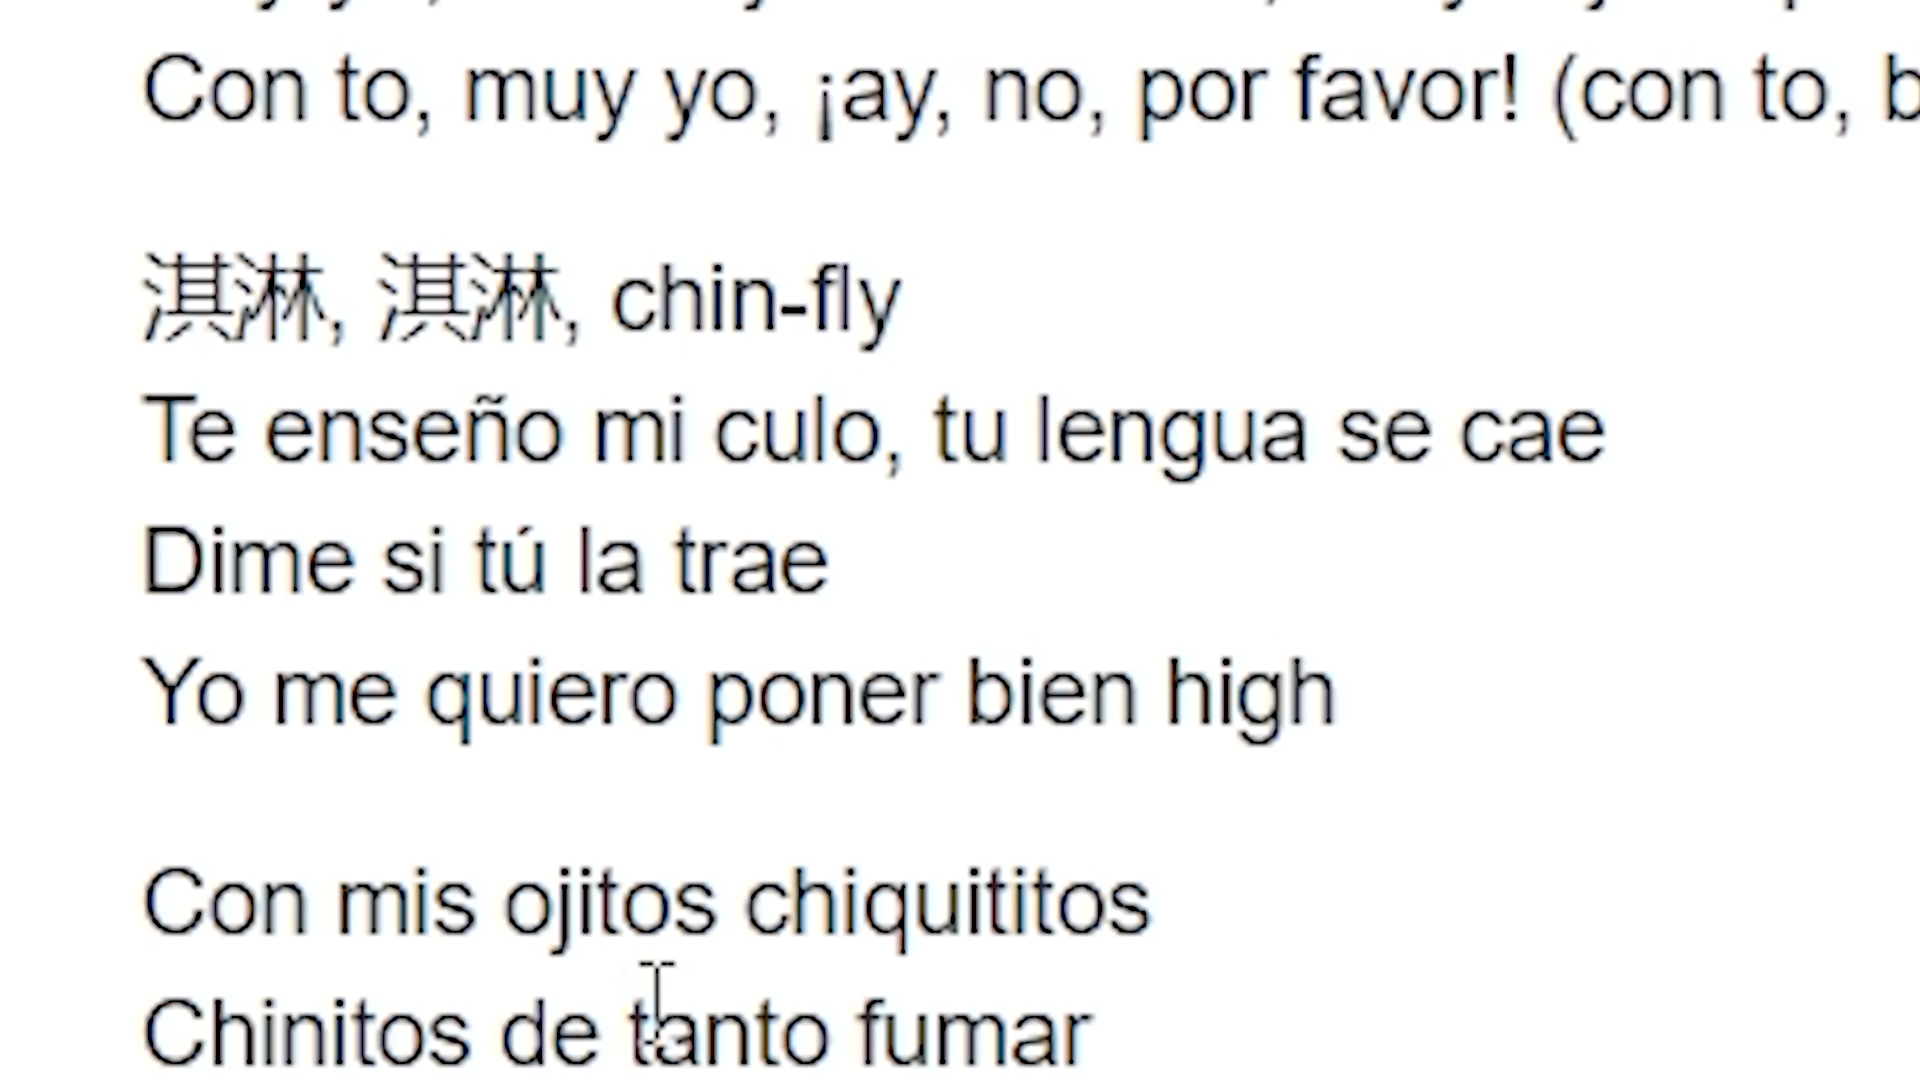 Con to, muy yo, ¡ay, no, por favor! (con to, b
淇淋, 淇淋, chin-fly
Te enseño mi culo, tu lengua se cae
Dime si tú la trae
Yo me quiero poner bien high
Con mis ojitos chiquititos
Chinitos de tanto fumar